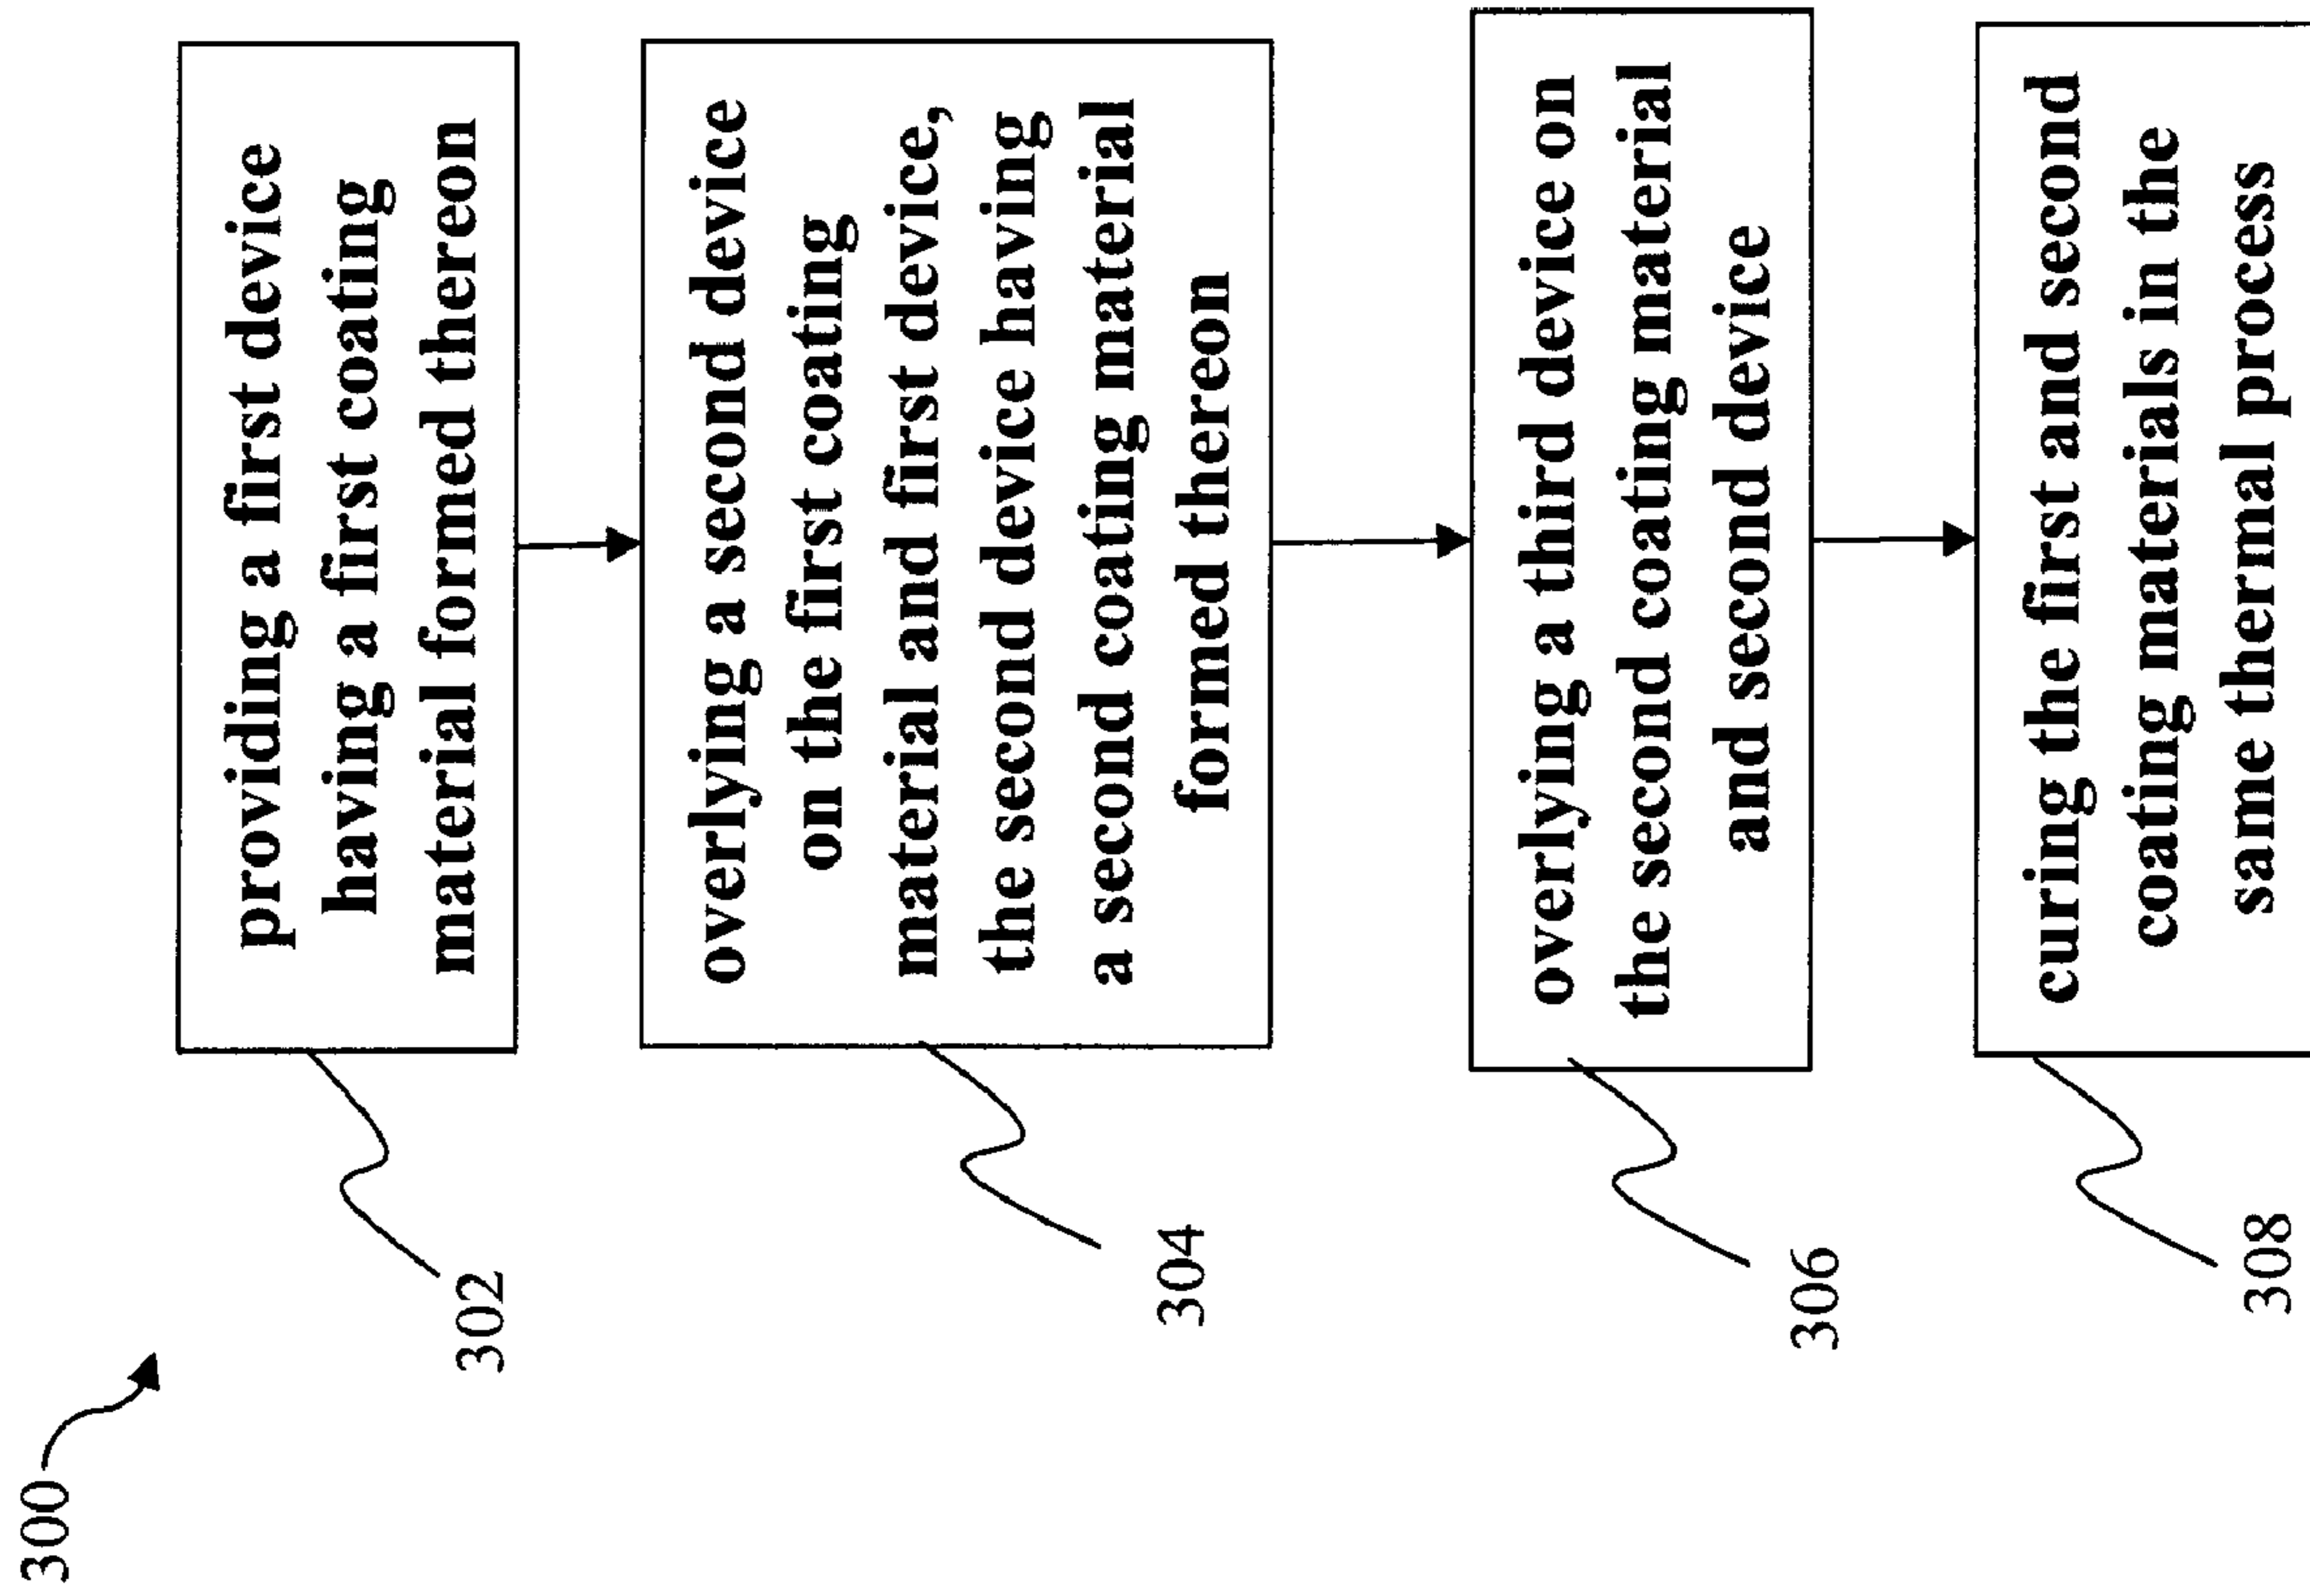 300
302
providing a first device
having a first coating
material formed thereon
304
overlying a second device
on the first coating
material and first device,
the second device having
a second coating material
formed thereon
306
overlying a third device on
the second coating material
and second device
308
curing the first and second
coating materials in the
same thermal process